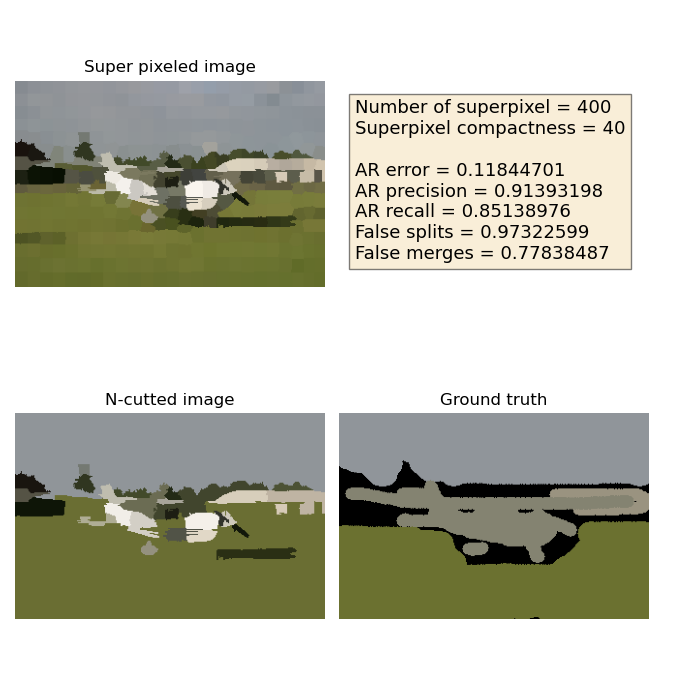 Super pixeled image
Number of superpixel = 400
Superpixel compactness = 40
AR error = 0.11844701
AR precision = 0.91393198
AR recall = 0.85138976
False splits = 0.97322599
False merges = 0.77838487
N-cutted image
Ground truth